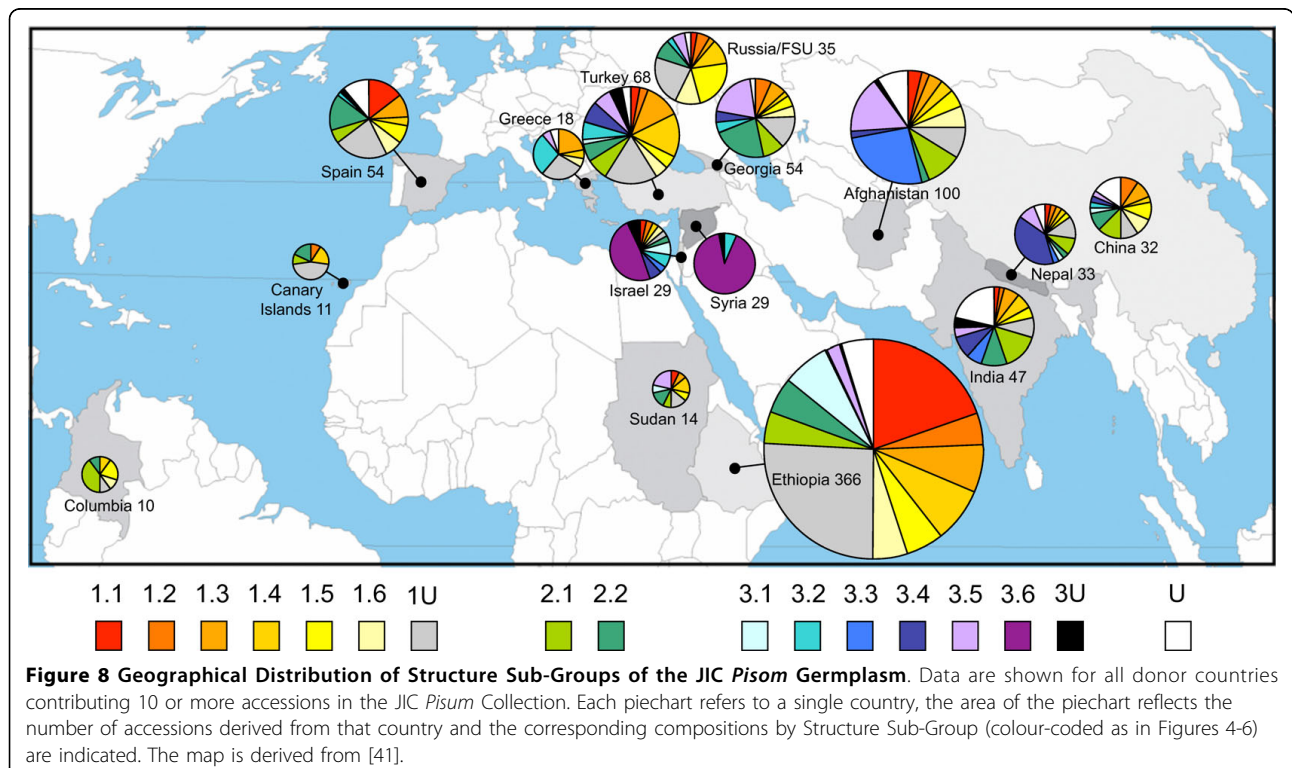 Russia/FSU 35
Turkey 68
Greece 18
Spain 54
Georgia 54
Afghanistan 100
China 32
Nepal 33
Israel 29
Syria 29
Canary
Islands 11
India 47
Sudan 14
Ethiopia 366
Columbia 10
1.1 1.2 1.3 1.4 1.5 1.6 1U 2.1 2.2 3.1 3.2 3.3 3.4 3.5 3.6 3U U
Figure 8 Geographical Distribution of Structure Sub-Groups of the JIC Pisom Germplasm. Data are shown for all donor countries
contributing 10 or more accessions in the JIC Pisum Collection. Each piechart refers to a single country, the area of the piechart reflects the
number of accessions derived from that country and the corresponding compositions by Structure Sub-Group (colour-coded as in Figures 4-6)
are indicated. The map is derived from [41].